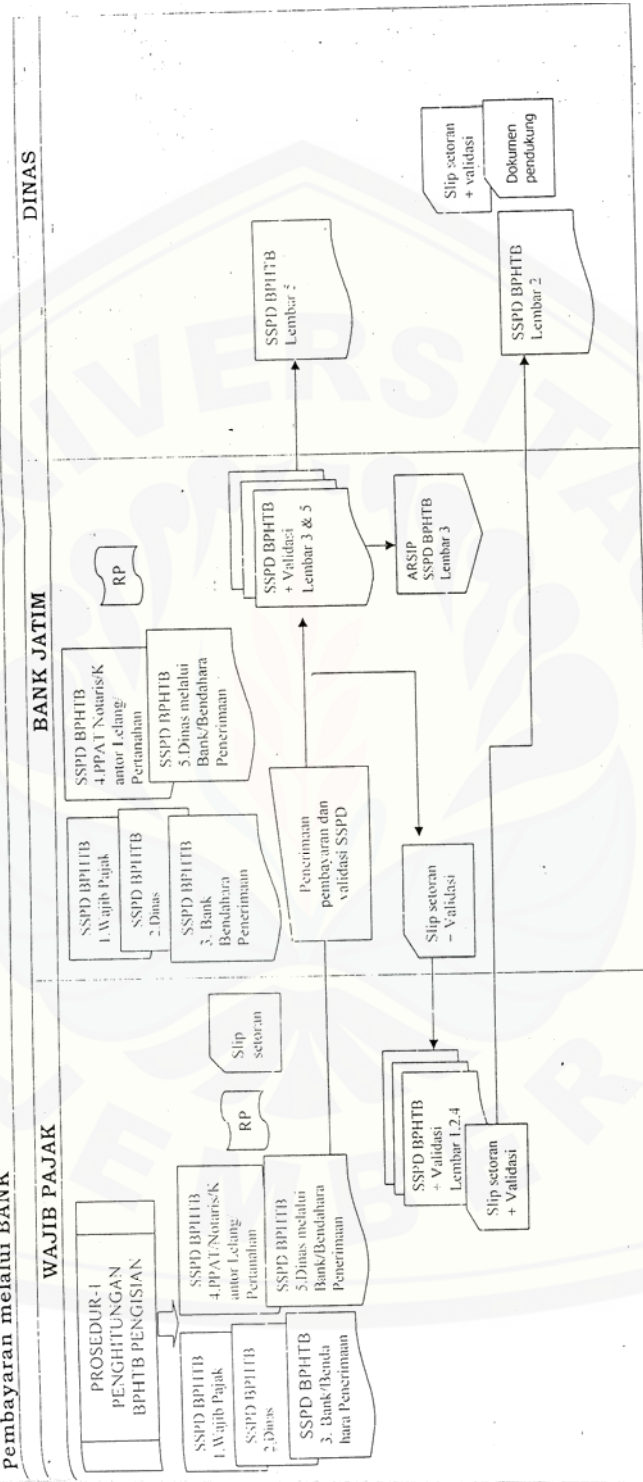 Pembayaran melalui BANK
WAJIB PAJAK
BANK JATIM
DINAS
PROSEDUR-1
PENGHITUNGAN
BPHTB PENGISIAN
SSPD BPHTB
1.Wajib Pajak
SSPD BPHTB
2.Dinas
SSPD BPHTB
3. Bank/Benda
hara Penerimaan
SSPD BPHTB
4.PPAT/Notaris/K
antor Lelang/
Pertanahan
SSPD BPHTB
5.Dinas melalui
Bank/Bendahara
Penerimaan
RP
Slip
setoran
SSPD BPHTB
+ Validasi
Lembar 1.2.4
Slip setoran
+ Validasi
SSPD BPHTB
1.Wajib Pajak
SSPD BPHTB
2.Dinas
SSPD BPHTB
3. Bank
Bendahara
Penerimaan
SSPD BPHTB
4.PPAT Notaris/K
antor Lelang/
Pertanahan
SSPD BPHTB
5.Dinas melalui
Bank/Bendahara
Penerimaan
RP
Penerimaan
pembayaran dan
validasi SSPD
Slip setoran
+ Validasi
SSPD BPHTB
+ Validasi
Lembar 3 & 5
ARSIP
SSPD BPHTB
Lembar 3
SSPD BPHTB
Lembar 5
SSPD BPHTB
Lembar 2
Slip setoran
+ validasi
Dokumen
pendukung
UNIVERSITA
JEMBER